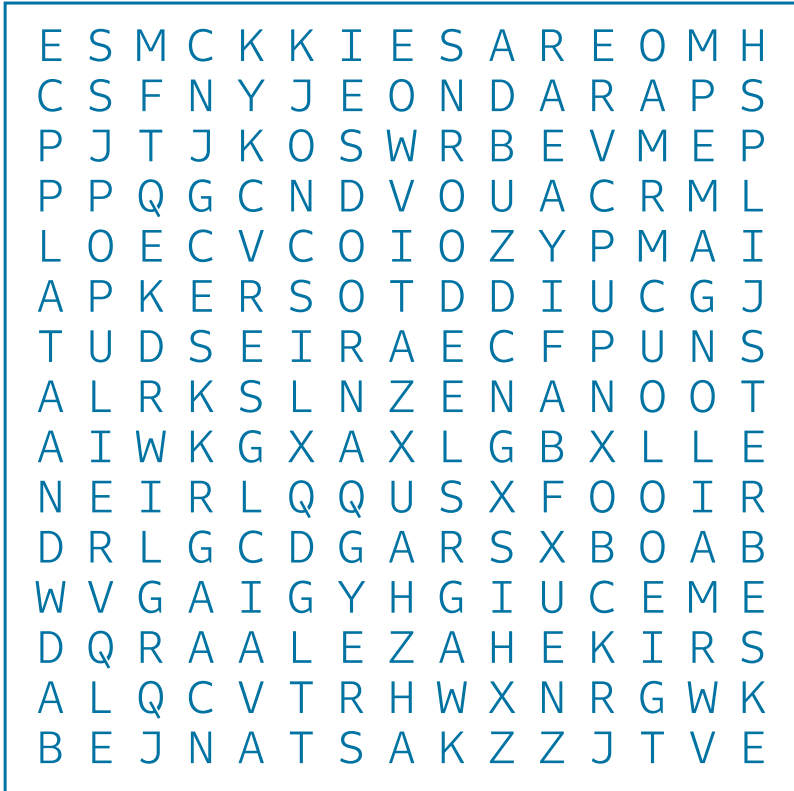 E S M C K K I E S A R E O M H
C S F N Y J E O N D A R A P S
P J T J K O S W R B E V M E P
P P Q G C N D V O U A C R M L
L O E C V C O I O Z Y P M A I
A P K E R S O T D D I U C G J
T U D S E I R A E C F P U N S
A L R K S L N Z E N A N O O T
A I W K G X A X L G B X L L E
N E I R L Q Q U S X F O O I R
D R L G C D G A R S X B O A B
W V G A I G Y H G I U C E M E
D Q R A A L E Z A H E K I R S
A L Q C V T R H W X N R G W K
B E J N A T S A K Z Z J T V E